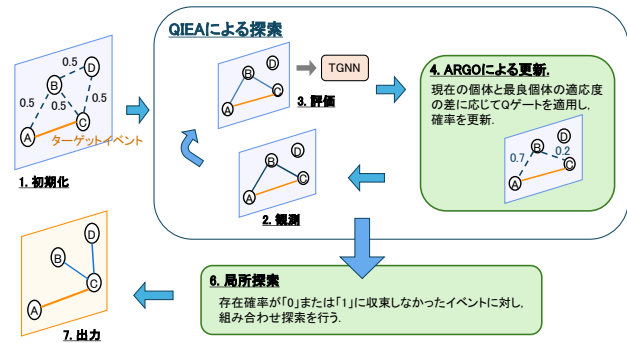 QIEAによる探索
0.5
D
B
0.5
0.5
0.5
C
A
ターゲットイベント
1. 初期化
D
B
C
A
TGNN
3. 評価
D
B
C
A
2. 観測
4. ARGOによる更新.
現在の個体と最良個体の適応度
の差に応じてQゲートを適用し,
確率を更新.
D
B
0.7
0.2
C
A
6. 局所探索
存在確率が「0」または「1」に収束しなかったイベントに対し,
組み合わせ探索を行う.
D
B
C
A
7. 出力